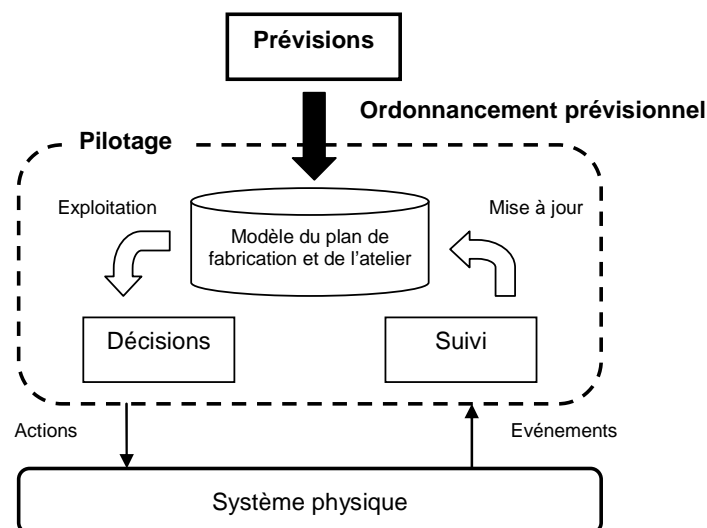 Prévisions
Ordonnancement prévisionnel
Pilotage
Exploitation
Mise à jour
Modèle du plan de
fabrication et de l'atelier
Décisions
Suivi
Actions
Evénements
Système physique